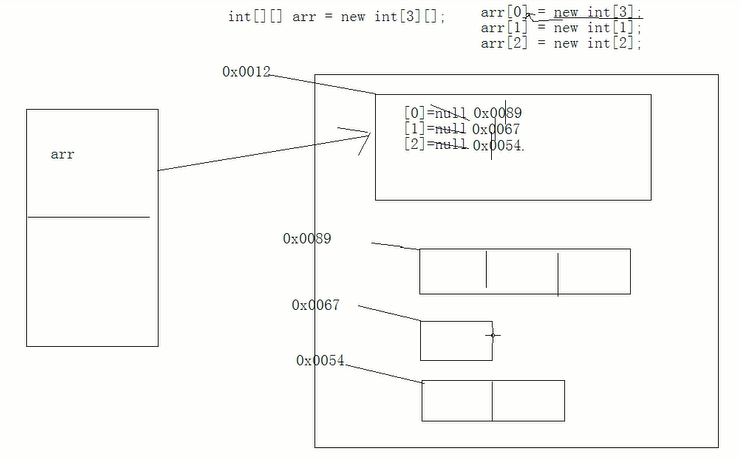 int[][] arr = new int[3][];
arr[0] = new int[3];
arr[1] = new int[1];
arr[2] = new int[2];
0x0012
[0]=null 0x0089
[1]=null 0x0067
[2]=null 0x0054.
arr
0x0089
0x0067
0x0054